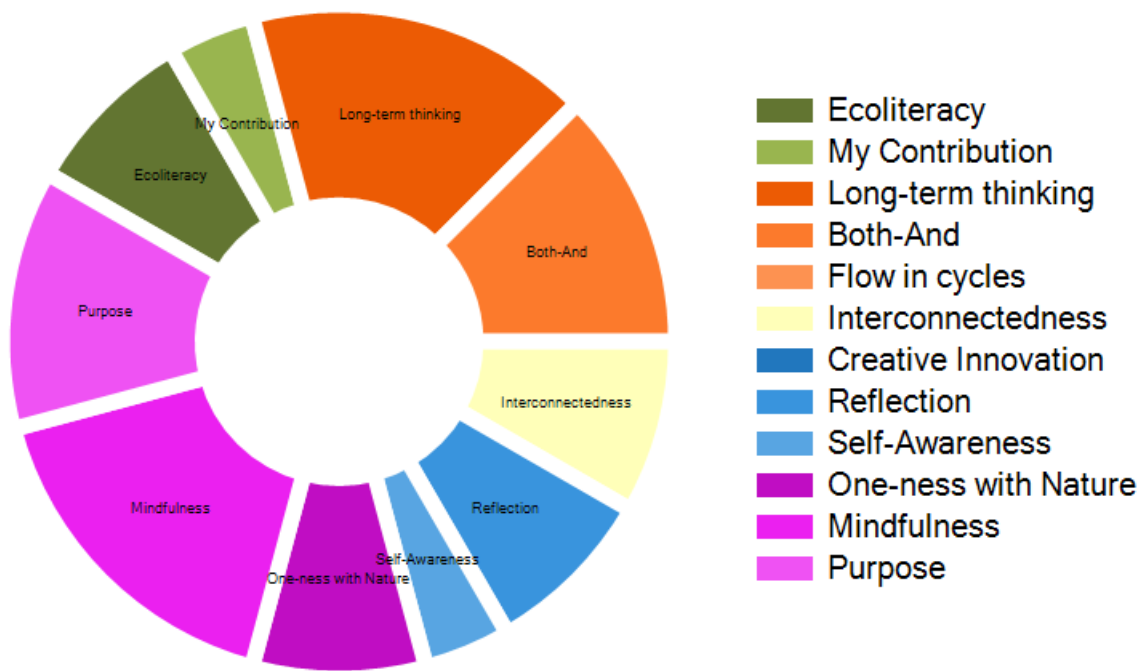 Long-term thinking
My Contribution
Ecoliteracy
Both-And
Purpose
Interconnectedness
Mindfulness
Reflection
Self-Awareness
One-ness with Nature
Ecoliteracy
My Contribution
Long-term thinking
Both-And
Flow in cycles
Interconnectedness
Creative Innovation
Reflection
Self-Awareness
One-ness with Nature
Mindfulness
Purpose